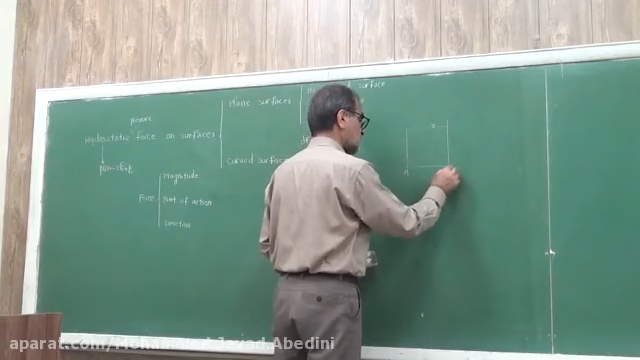 pressure
Hydrostatic force on surfaces
Plane surfaces
surface
curved surfac
Force
Magnitude
Point of action
Direction
A
aparat.com/Mohammad.Javad.Abedini